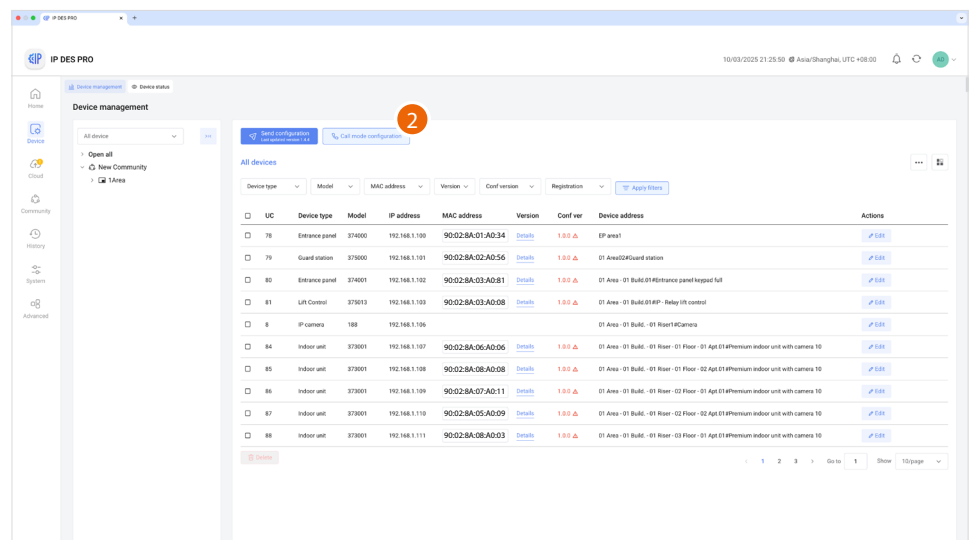 IP DES PRO
IP DES PRO
10/03/2025 21:25:50 Asia/Shanghai, UTC +08:00
AD
Device management Device status
Home
Device management
2
Device
All device
Send configuration
Last updated version 1.4.0
Call mode configuration
Open all
New Community
1Area
All devices
Cloud
Device type Model MAC address Version Conf version Registration Apply filters
Community
UC Device type Model IP address MAC address Version Conf ver Device address Actions
78 Entrance panel 374000 192.168.1.100 90:02:8A:01:A0:34 Details 1.0.0 EP area1 Edit
History
79 Guard station 375000 192.168.1.101 90:02:8A:02:A0:56 Details 1.0.0 01 Area02#Guard station Edit
System
80 Entrance panel 374001 192.168.1.102 90:02:8A:03:A0:81 Details 1.0.0 01 Area - 01 Build.01#Entrance panel keypad full Edit
81 Lift Control 375013 192.168.1.103 90:02:8A:03:A0:08 Details 1.0.0 01 Area - 01 Build.01#IP - Relay lift control Edit
Advanced
8 IP camera 188 192.168.1.106 01 Area - 01 Build. - 01 Riser1#Camera Edit
84 Indoor unit 373001 192.168.1.107 90:02:8A:06:A0:06 Details 1.0.0 01 Area - 01 Build. - 01 Riser - 01 Floor - 01 Apt.01#Premium indoor unit with camera 10 Edit
85 Indoor unit 373001 192.168.1.108 90:02:8A:08:A0:08 Details 1.0.0 01 Area - 01 Build. - 01 Riser - 01 Floor - 02 Apt.01#Premium indoor unit with camera 10 Edit
86 Indoor unit 373001 192.168.1.109 90:02:8A:07:A0:11 Details 1.0.0 01 Area - 01 Build. - 01 Riser - 02 Floor - 01 Apt.01#Premium indoor unit with camera 10 Edit
87 Indoor unit 373001 192.168.1.110 90:02:8A:05:A0:09 Details 1.0.0 01 Area - 01 Build. - 01 Riser - 02 Floor - 02 Apt.01#Premium indoor unit with camera 10 Edit
88 Indoor unit 373001 192.168.1.111 90:02:8A:08:A0:03 Details 1.0.0 01 Area - 01 Build. - 01 Riser - 03 Floor - 01 Apt.01#Premium indoor unit with camera 10 Edit
Delete
1 2 3 Go to 1 Show 10/page